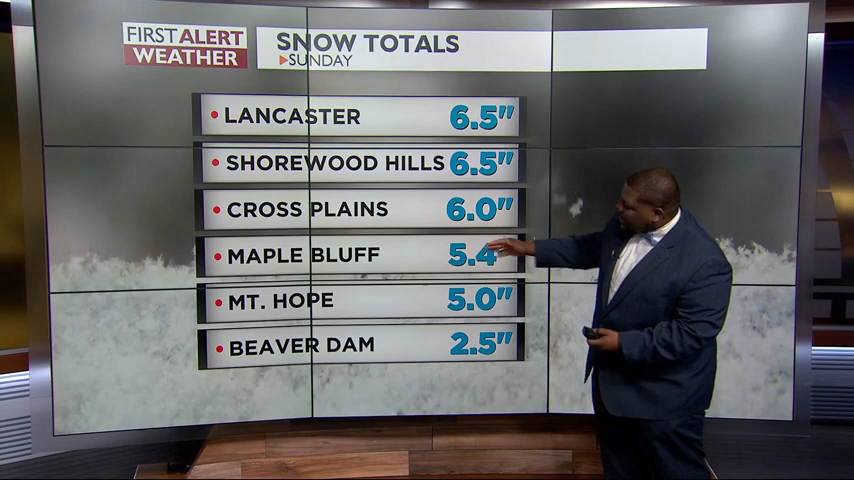 FIRST ALERT
WEATHER
SNOW TOTALS
SUNDAY
LANCASTER 6.5"
SHOREWOOD HILLS 6.5"
CROSS PLAINS 6.0"
MAPLE BLUFF 5.4
MT. HOPE 5.0"
BEAVER DAM 2.5"